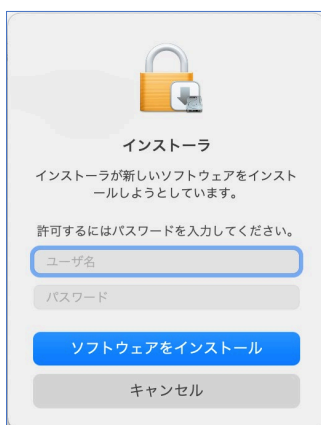 インストーラ
インストーラが新しいソフトウェアをインスト
ールしようとしています。
許可するにはパスワードを入力してください。
ユーザ名
パスワード
ソフトウェアをインストール
キャンセル